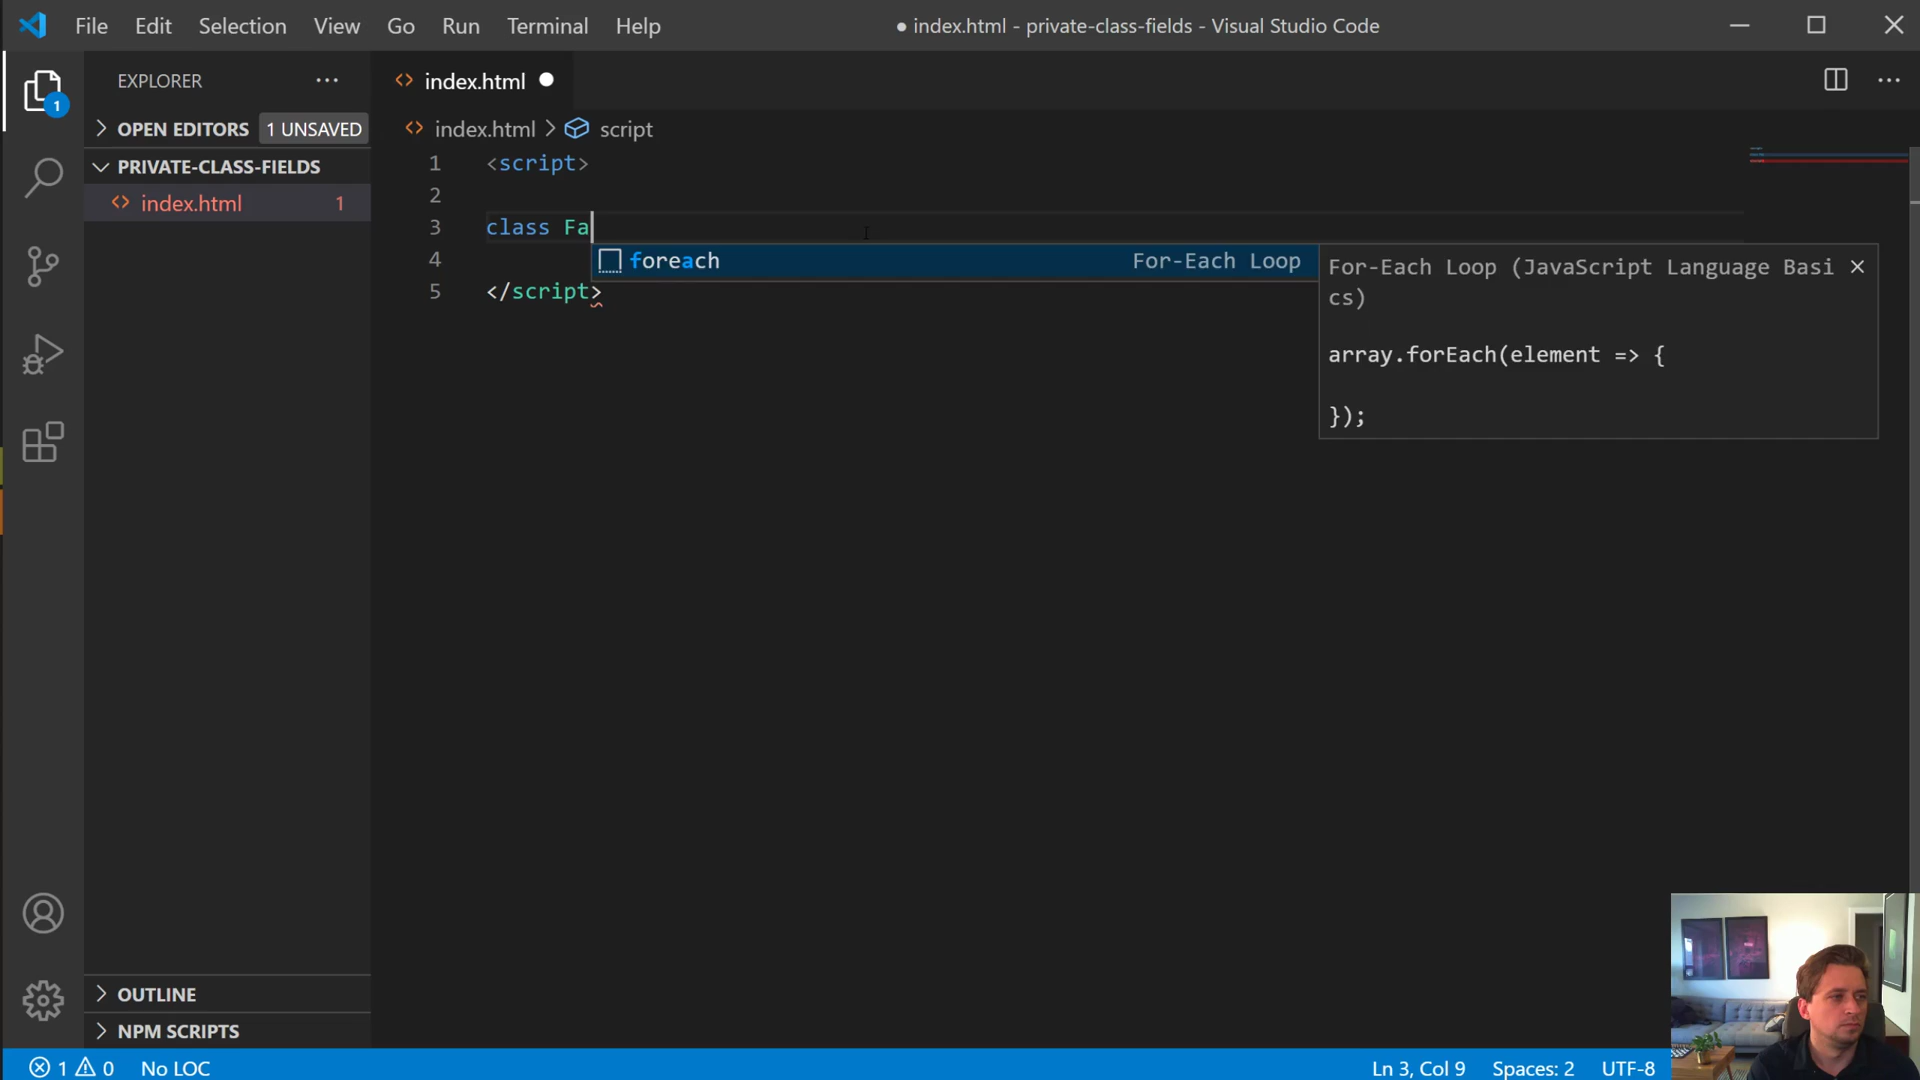 File Edit Selection View Go Run Terminal Help
● index.html - private-class-fields - Visual Studio Code
EXPLORER
OPEN EDITORS 1 UNSAVED
PRIVATE-CLASS-FIELDS
index.html 1
1
OUTLINE
NPM SCRIPTS
index.html
index.html > script
1 <script>
2
3 class Fa
4
5 </script>
foreach For-Each Loop
For-Each Loop (JavaScript Language Basi
cs)
array.forEach(element => {
});
1 0 No LOC Ln 3, Col 9 Spaces: 2 UTF-8